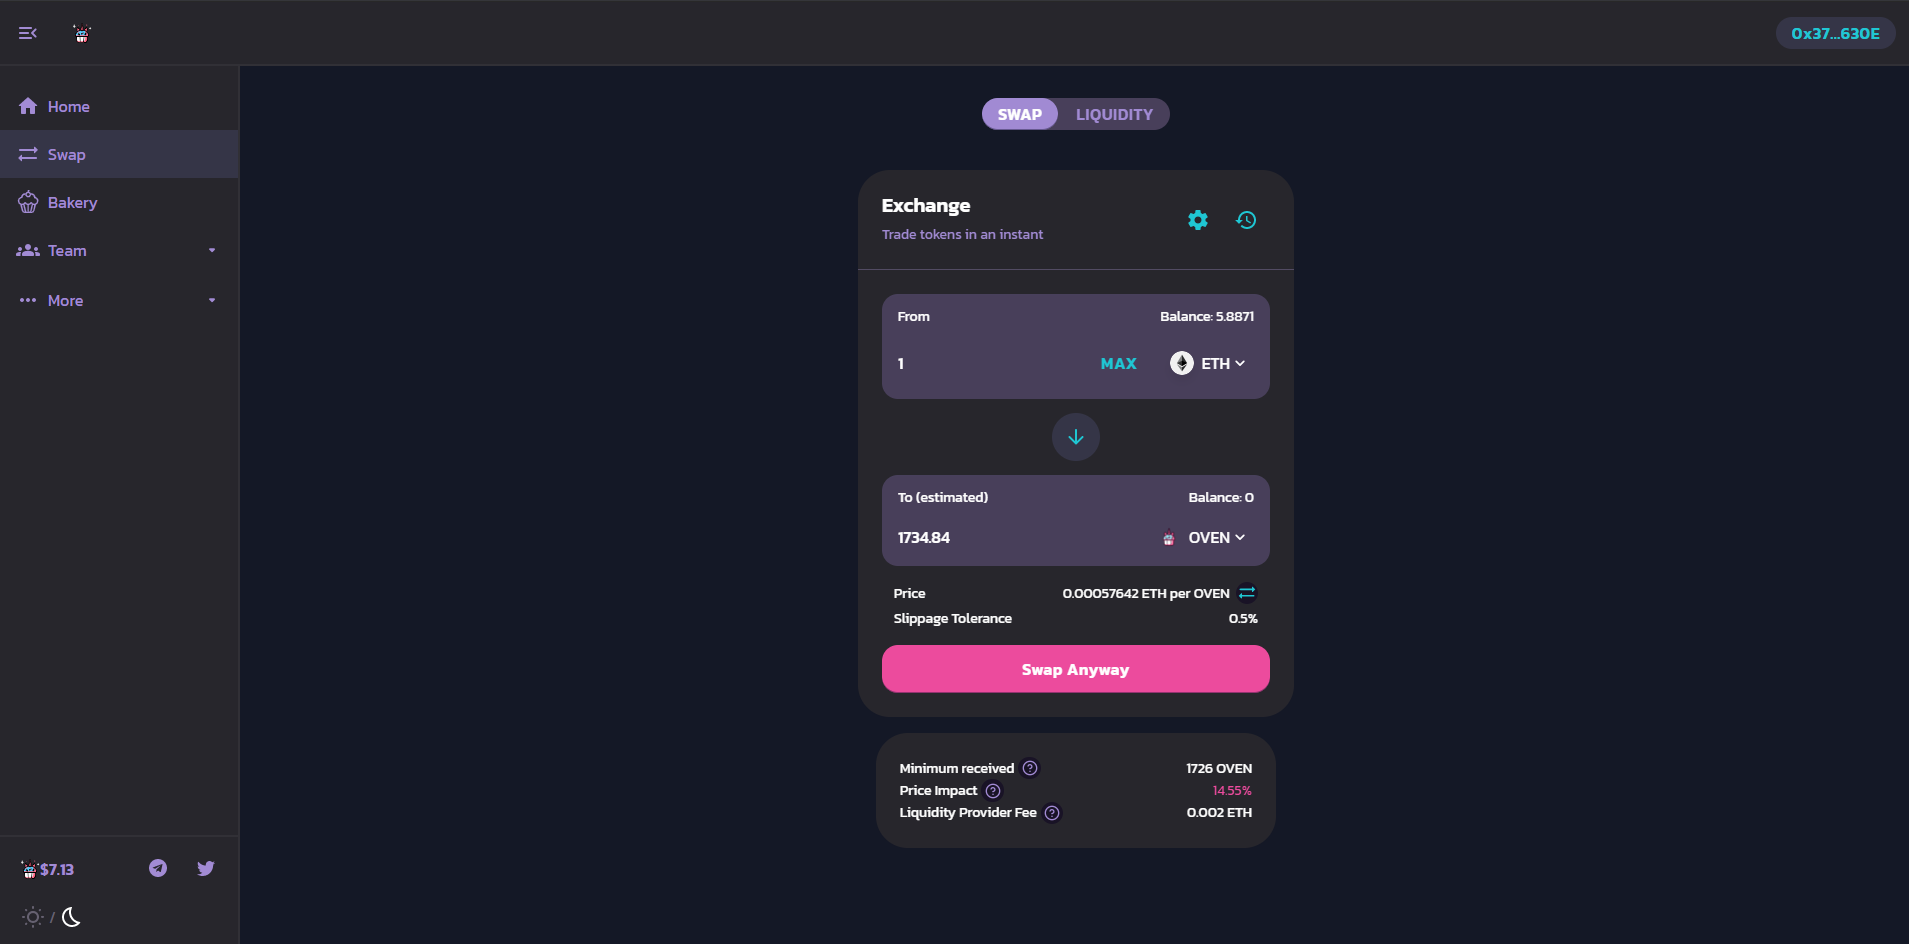 0x37...630E
Home
Swap
Bakery
Team
More
$7.13
/
SWAP LIQUIDITY
Exchange
Trade tokens in an instant
From Balance: 5.8871
1 MAX ETH
To (estimated) Balance: 0
1734.84 OVEN
Price 0.00057642 ETH per OVEN
Slippage Tolerance 0.5%
Swap Anyway
Minimum received ? 1726 OVEN
Price Impact ? 14.55%
Liquidity Provider Fee ? 0.002 ETH